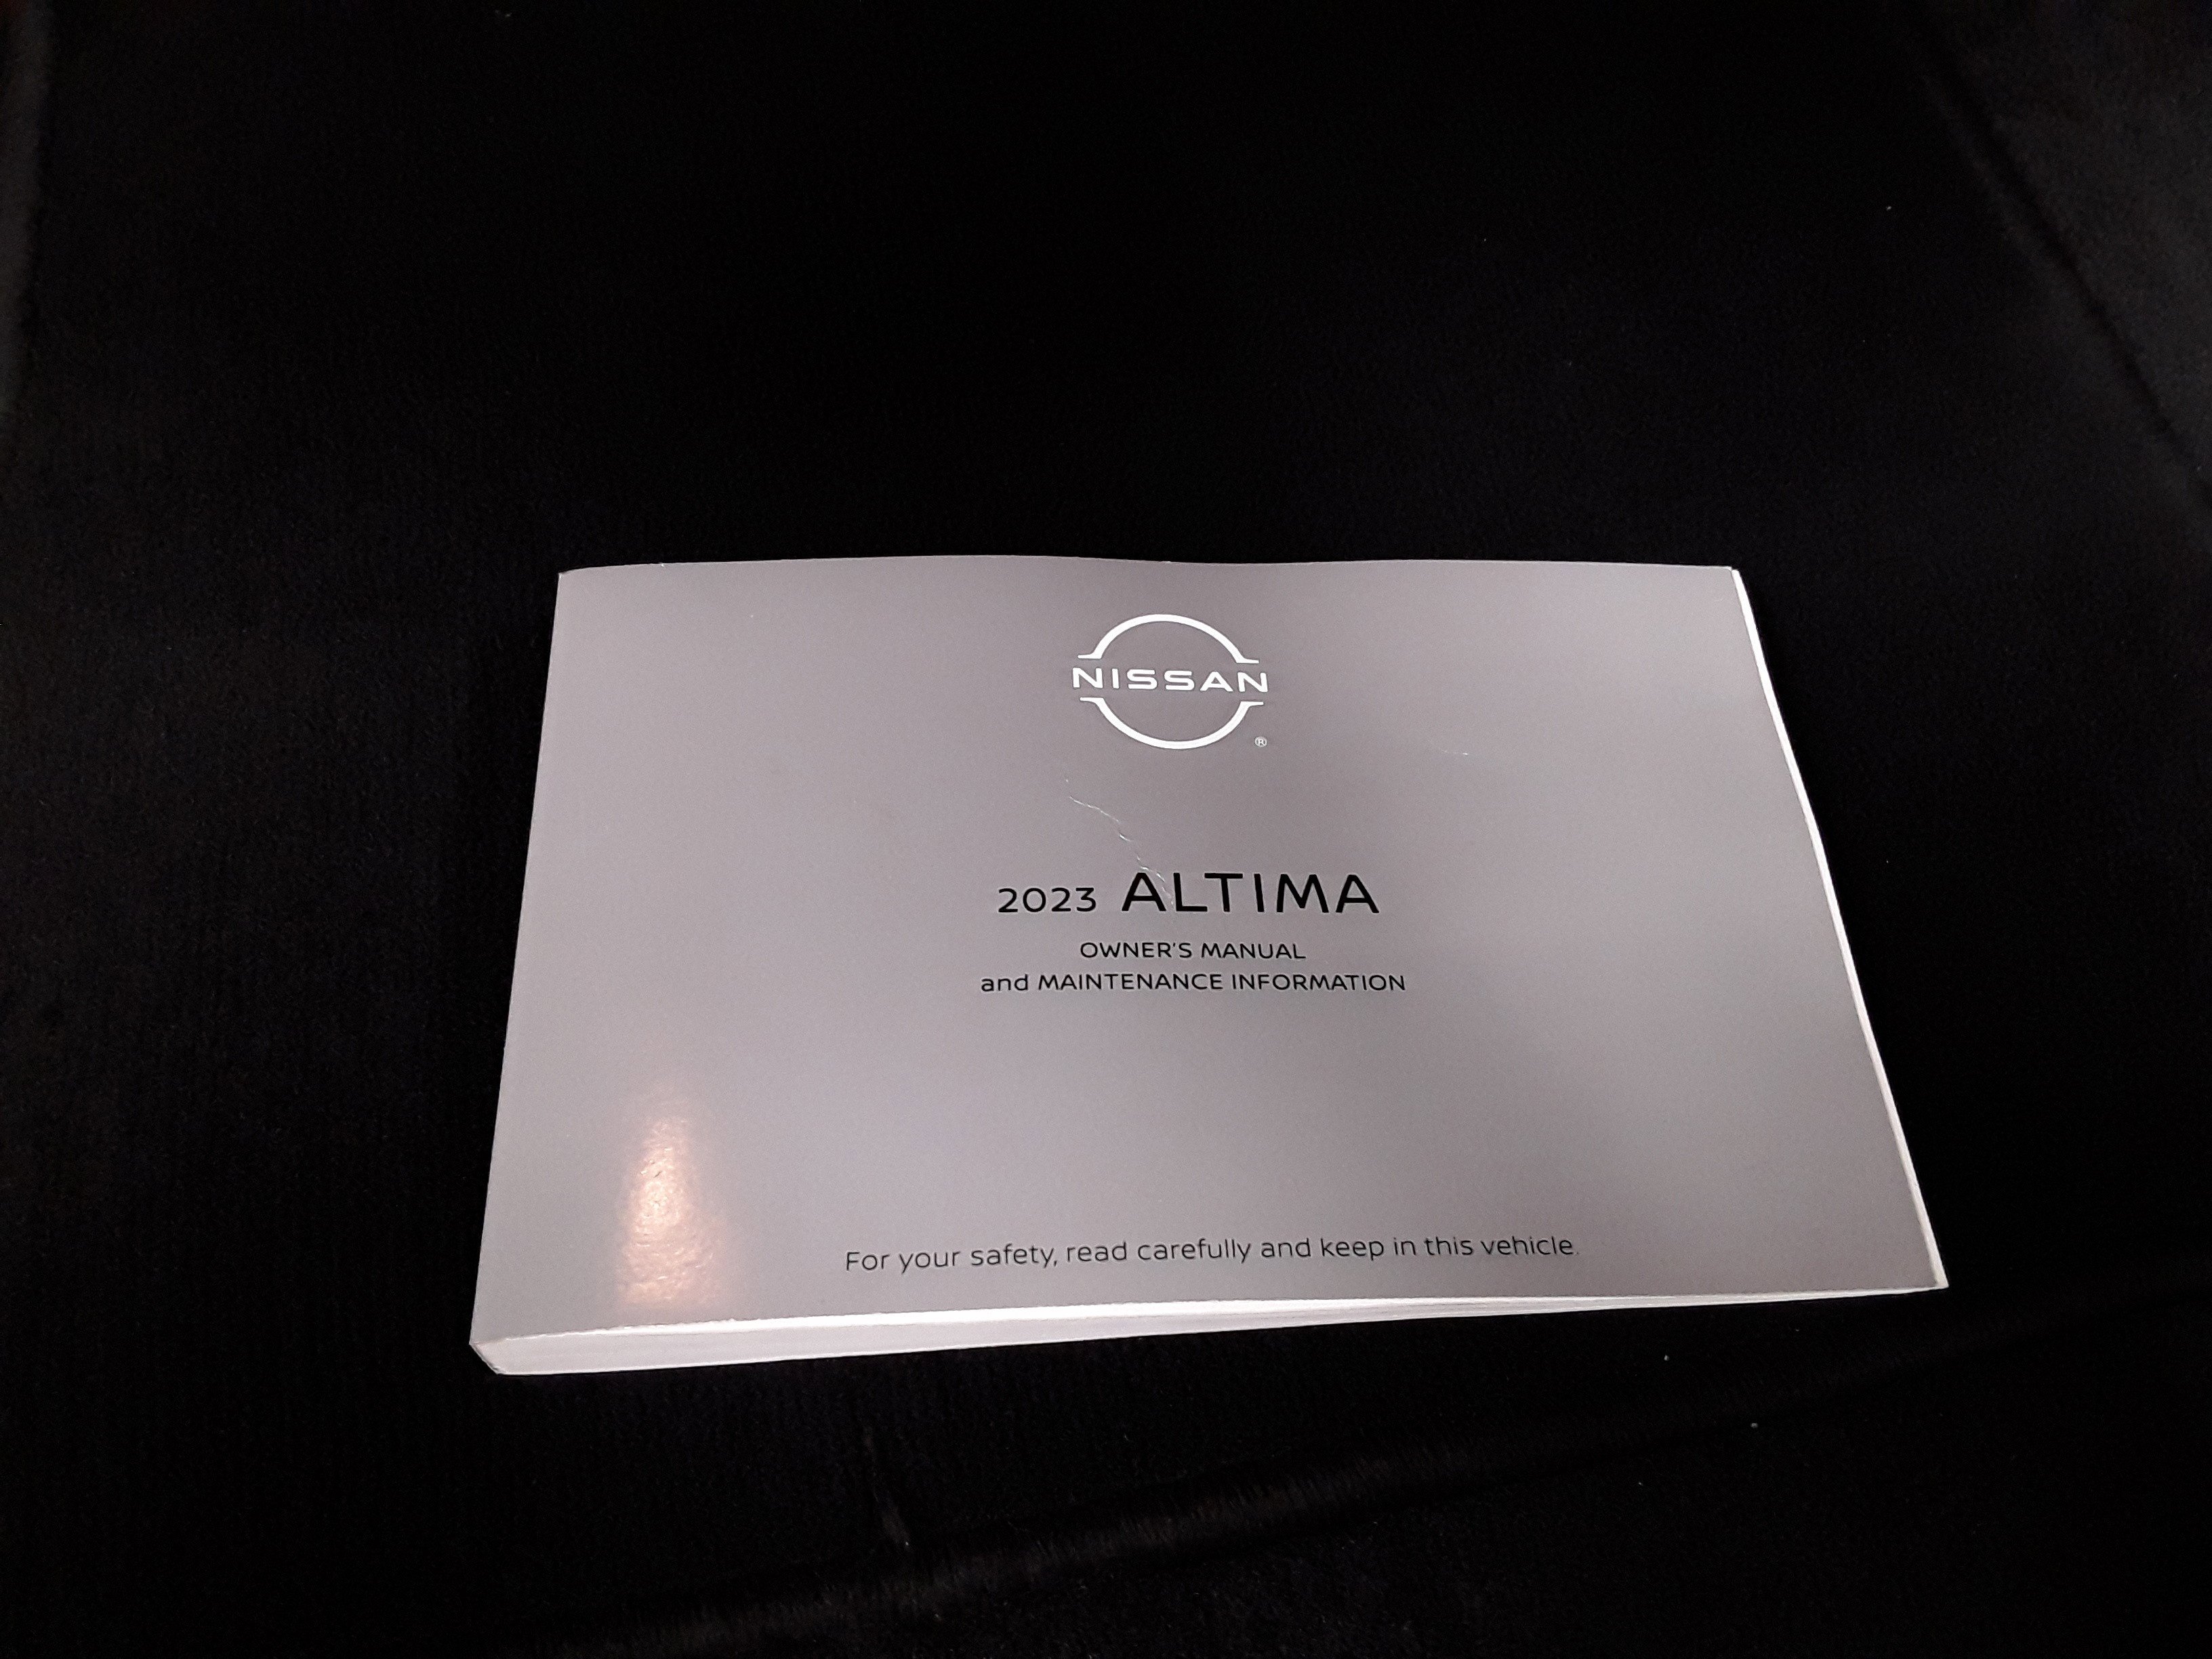 NISSAN
®
2023 ALTIMA
OWNER'S MANUAL
and MAINTENANCE INFORMATION
For your safety, read carefully and keep in this vehicle.